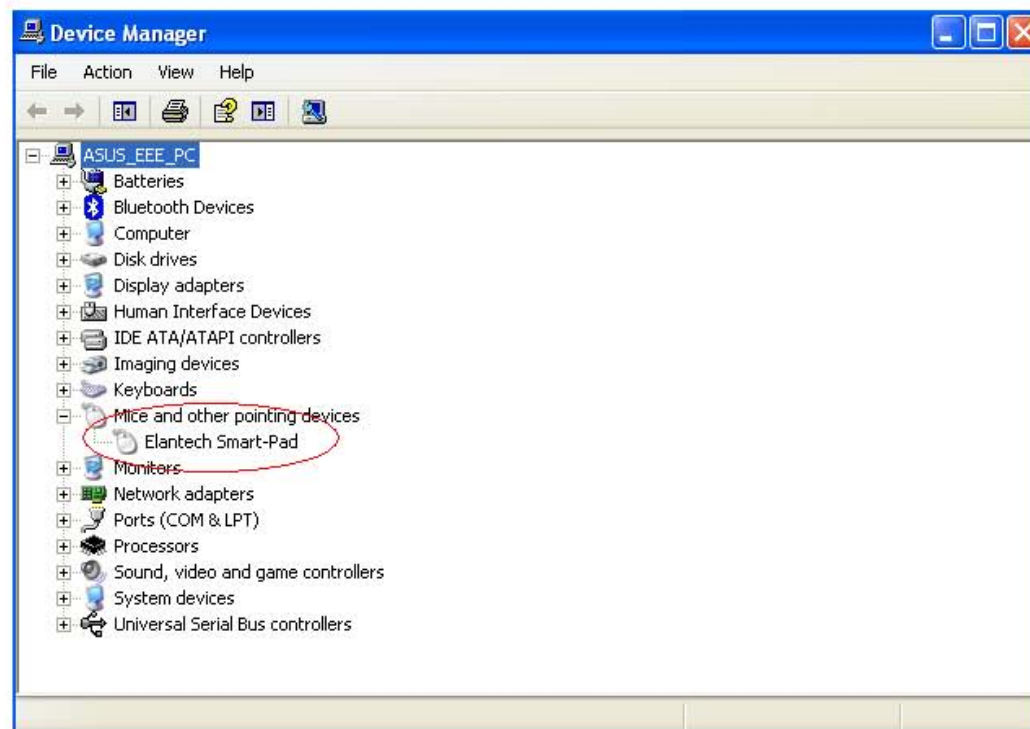 Device Manager
File Action View Help
ASUS_EEE_PC
Batteries
Bluetooth Devices
Computer
Disk drives
Display adapters
Human Interface Devices
IDE ATA/ATAPI controllers
Imaging devices
Keyboards
Mice and other pointing devices
Elantech Smart-Pad
Monitors
Network adapters
Ports (COM & LPT)
Processors
Sound, video and game controllers
System devices
Universal Serial Bus controllers